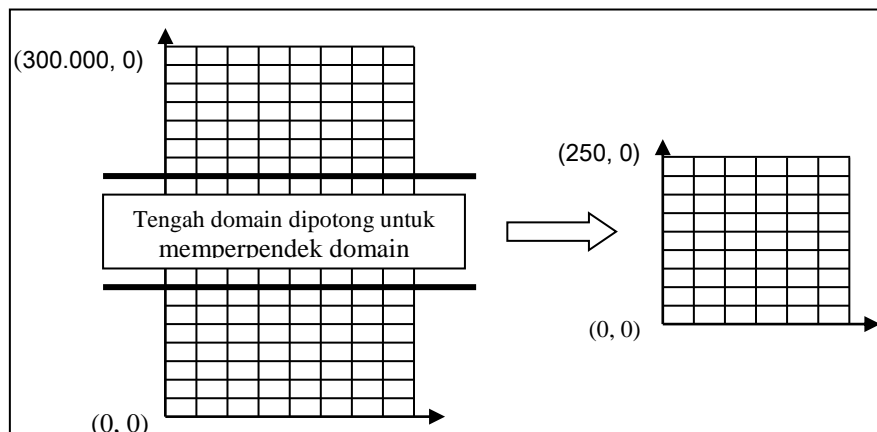 (300.000, 0)
Tengah domain dipotong untuk
memperpendek domain
(0, 0)
(250, 0)
(0, 0)